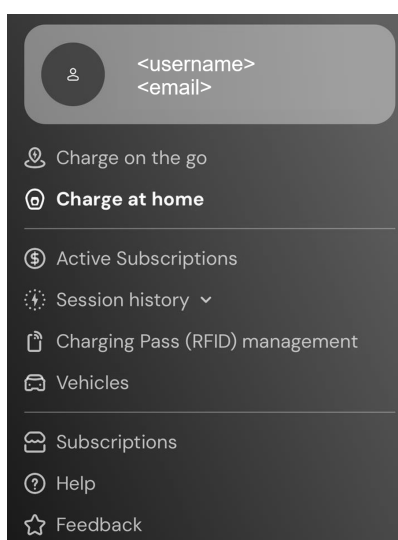 <username>
<email>
Charge on the go
Charge at home
Active Subscriptions
Session history
Charging Pass (RFID) management
Vehicles
Subscriptions
Help
Feedback